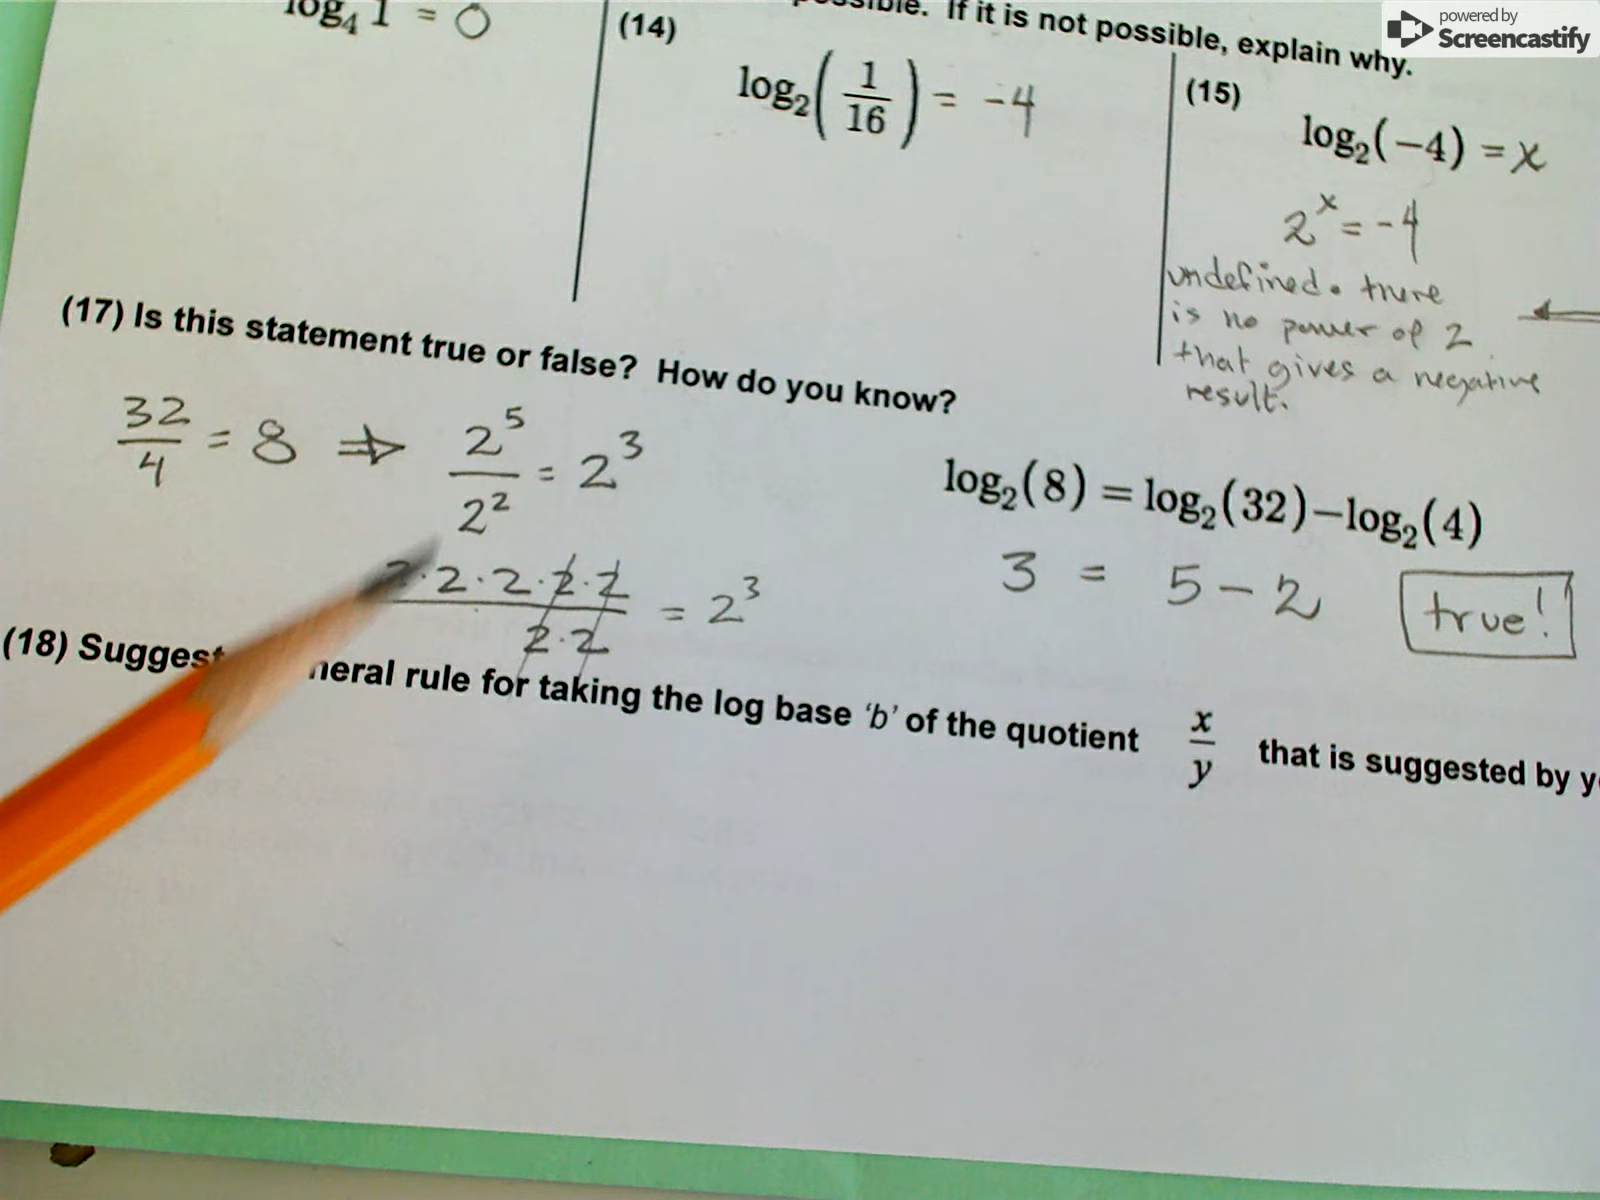 log₄ 1 = 0
(14)
log₂(1/16) = -4
If it is not possible, explain why.
(15)
log₂(−4) = x
2^x = -4
undefined. there
is no power of 2
that gives a negative
result.
(17) Is this statement true or false? How do you know?
32/4 = 8 ⇒ 2^5/2^2 = 2^3
2·2·2·2·2/2·2 = 2^3
log₂(8) = log₂(32)−log₂(4)
3 = 5 - 2
true!
(18) Suggest rule for taking the log base 'b' of the quotient x/y that is suggested by
powered by
Screencastify